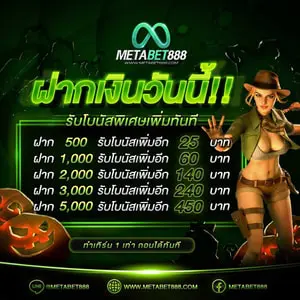 METABET888
WWW.METABET888.COM
ฝากเงินวันนี้!!
รับโบนัสพิเศษเพิ่มทันที
ฝาก 500 รับโบนัสเพิ่มอีก 25 บาท
ฝาก 1,000 รับโบนัสเพิ่มอีก 60 บาท
ฝาก 2,000 รับโบนัสเพิ่มอีก 140 บาท
ฝาก 3,000 รับโบนัสเพิ่มอีก 240 บาท
ฝาก 5,000 รับโบนัสเพิ่มอีก 450 บาท
ทำเทิร์น 1 เท่า ถอนได้ทันที
@METABET888 WWW.METABET888.COM METABET888